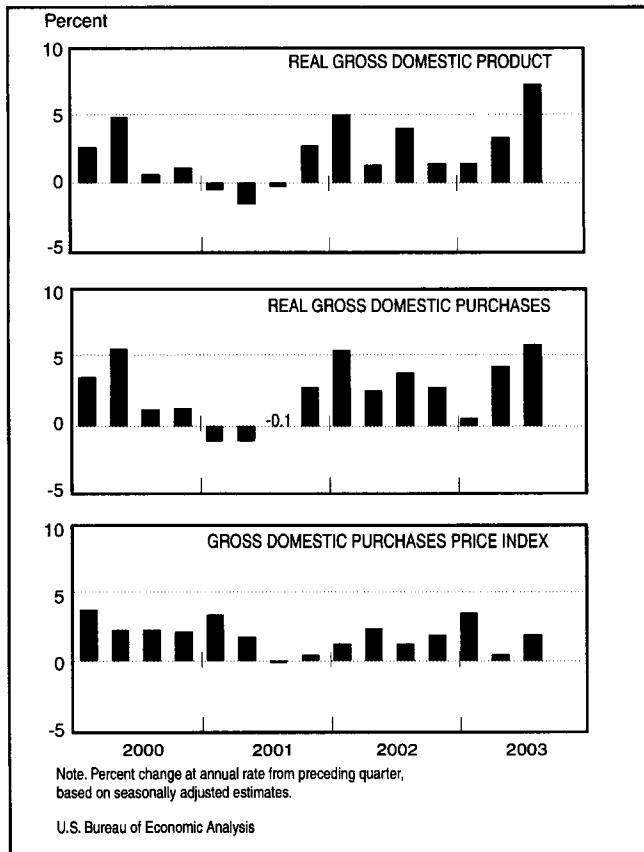 Percent
REAL GROSS DOMESTIC PRODUCT
10
5
0
-5
REAL GROSS DOMESTIC PURCHASES
10
5
0
-0.1
-5
GROSS DOMESTIC PURCHASES PRICE INDEX
10
5
0
-5
2000 2001 2002 2003
Note. Percent change at annual rate from preceding quarter,
based on seasonally adjusted estimates.
U.S. Bureau of Economic Analysis